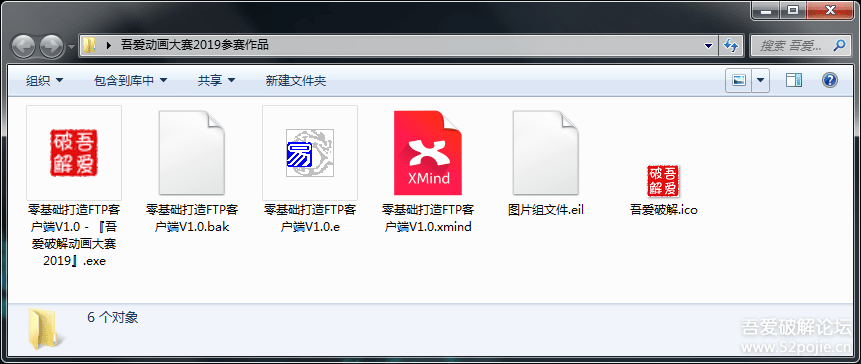 吾爱动画大赛2019参赛作品
搜索 吾爱...
组织
包含到库中
共享
新建文件夹
破吾
解爱
易
XMind
破吾
解爱
零基础打造FTP客
户端V1.0 - 『吾
爱破解动画大赛
2019』.exe
零基础打造FTP客
户端V1.0.bak
零基础打造FTP客
户端V1.0.e
零基础打造FTP客
户端V1.0.xmind
图片组文件.eil
吾爱破解.ico
6 个对象
吾爱破解论坛
www.52pojie.cn